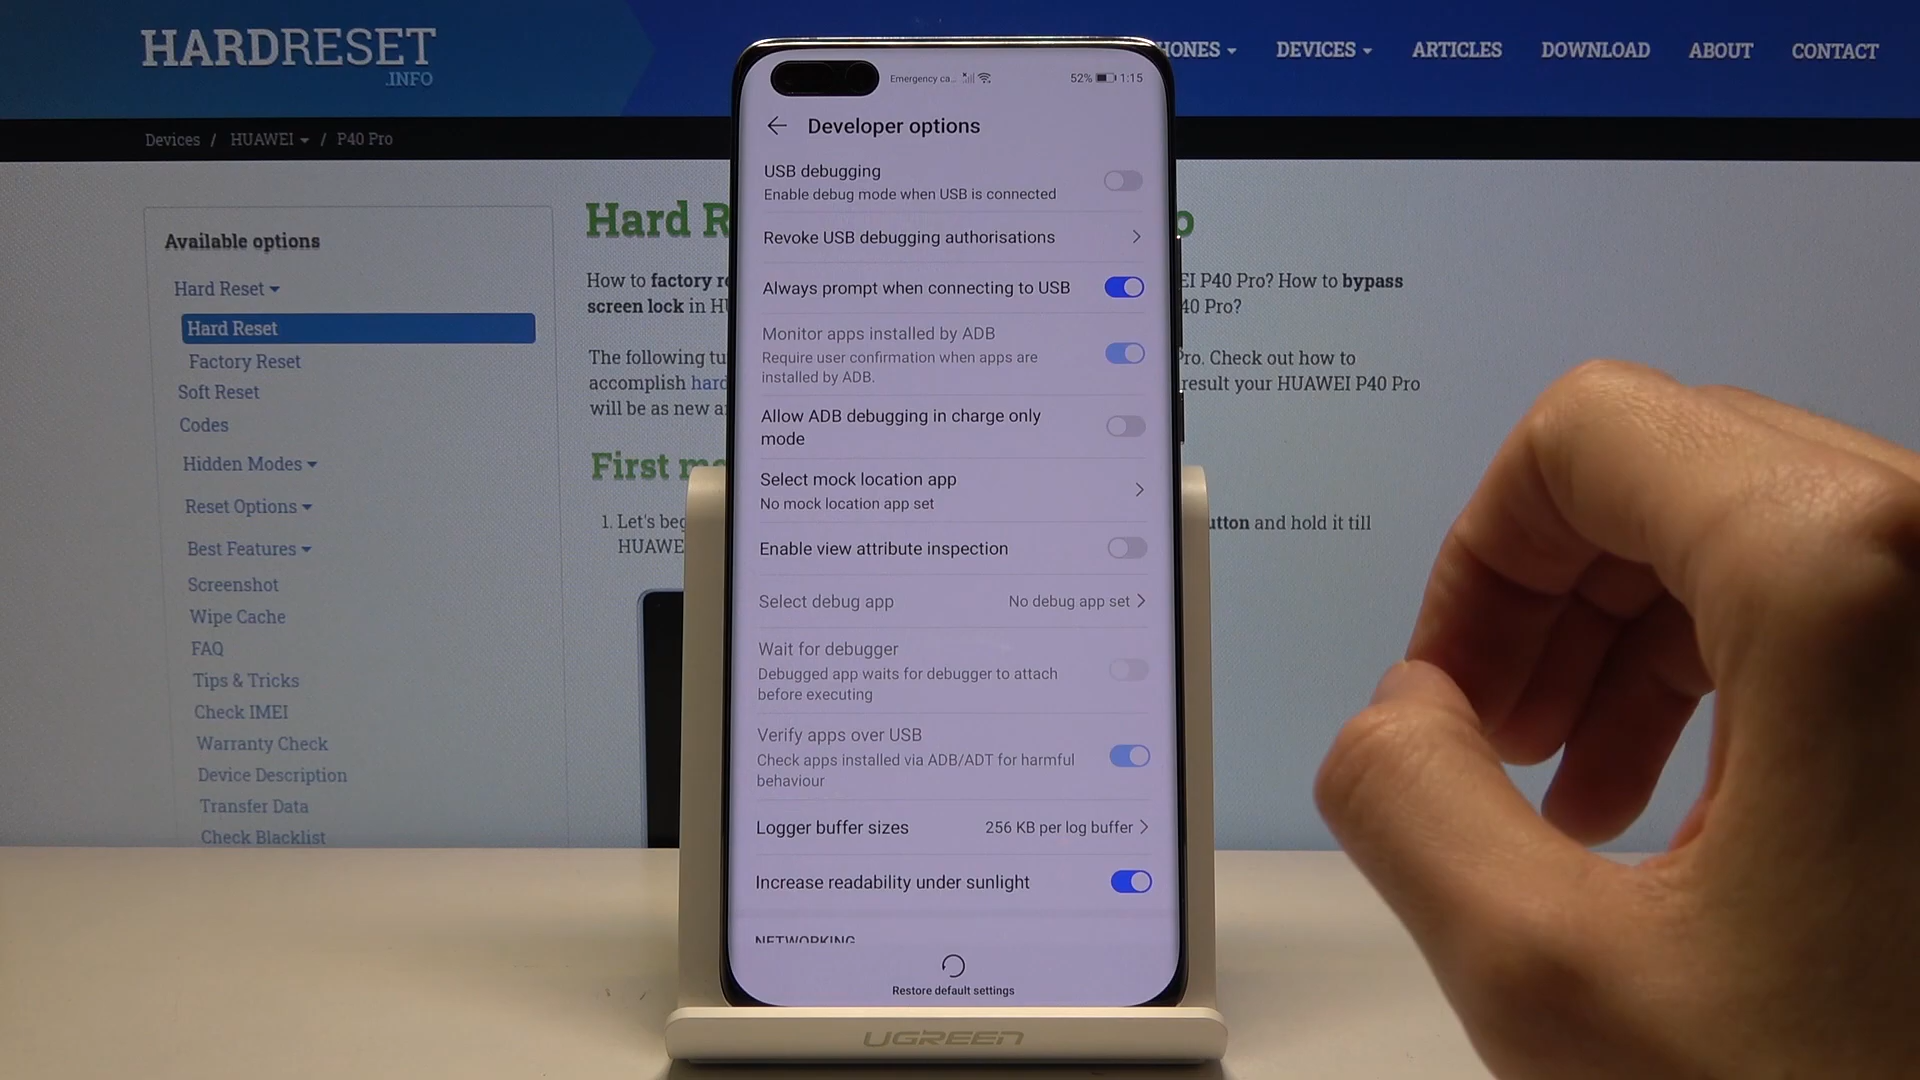 HARDRESET
.INFO
HONES
DEVICES
ARTICLES
DOWNLOAD
ABOUT
CONTACT
Devices / HUAWEI / P40 Pro
Available options
Hard Reset
Hard Reset
Factory Reset
Soft Reset
Codes
Hidden Modes
Reset Options
Best Features
Screenshot
Wipe Cache
FAQ
Tips & Tricks
Check IMEI
Warranty Check
Device Description
Transfer Data
Check Blacklist
Hard R
o
How to factory re
EI P40 Pro? How to bypass
screen lock in HU
40 Pro?
The following tu
Pro. Check out how to
accomplish hard
result your HUAWEI P40 Pro
will be as new a
First m
1. Let's beg
utton and hold it till
HUAWE
Emergency ca...
52% 1:15
Developer options
USB debugging
Enable debug mode when USB is connected
Revoke USB debugging authorisations
Always prompt when connecting to USB
Monitor apps installed by ADB
Require user confirmation when apps are
installed by ADB.
Allow ADB debugging in charge only
mode
Select mock location app
No mock location app set
Enable view attribute inspection
Select debug app No debug app set
Wait for debugger
Debugged app waits for debugger to attach
before executing
Verify apps over USB
Check apps installed via ADB/ADT for harmful
behaviour
Logger buffer sizes 256 KB per log buffer
Increase readability under sunlight
NETWORKING
Restore default settings
UGREEN